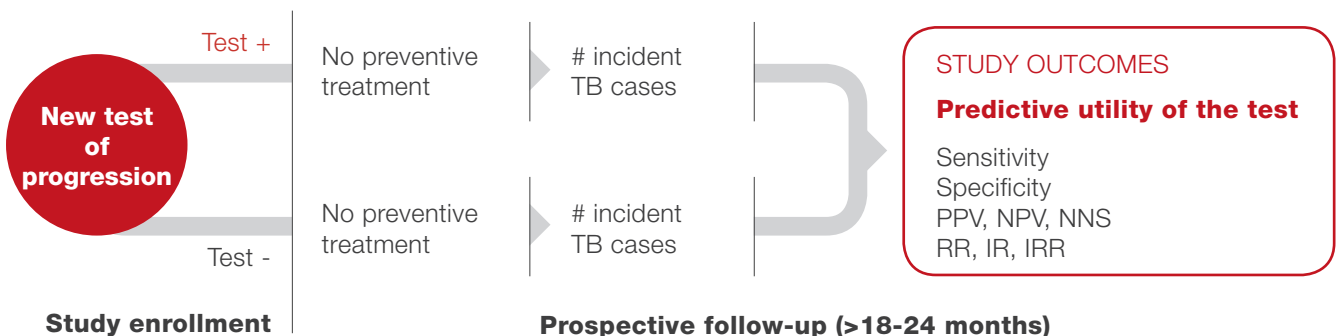 New test
of
progression
Test +
No preventive
treatment
# incident
TB cases
Test -
No preventive
treatment
# incident
TB cases
STUDY OUTCOMES
Predictive utility of the test
Sensitivity
Specificity
PPV, NPV, NNS
RR, IR, IRR
Study enrollment
Prospective follow-up (>18-24 months)